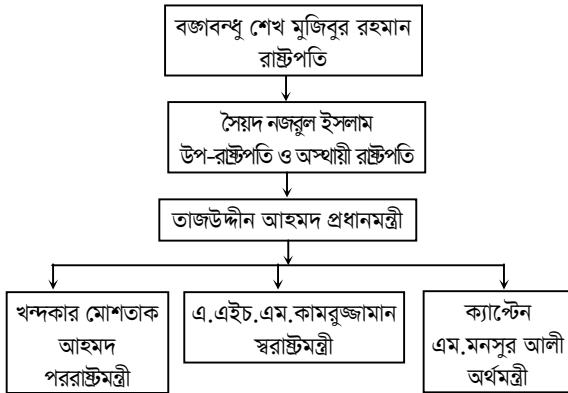 বঙ্গবন্ধু শেখ মুজিবুর রহমান
রাষ্ট্রপতি
সৈয়দ নজরুল ইসলাম
উপ-রাষ্ট্রপতি ও অস্থায়ী রাষ্ট্রপতি
তাজউদ্দীন আহমদ প্রধানমন্ত্রী
খন্দকার মোশতাক
আহমদ
পররাষ্ট্রমন্ত্রী
এ.এইচ.এম.কামরুজ্জামান
স্বরাষ্ট্রমন্ত্রী
ক্যাপ্টেন
এম.মনসুর আলী
অর্থমন্ত্রী